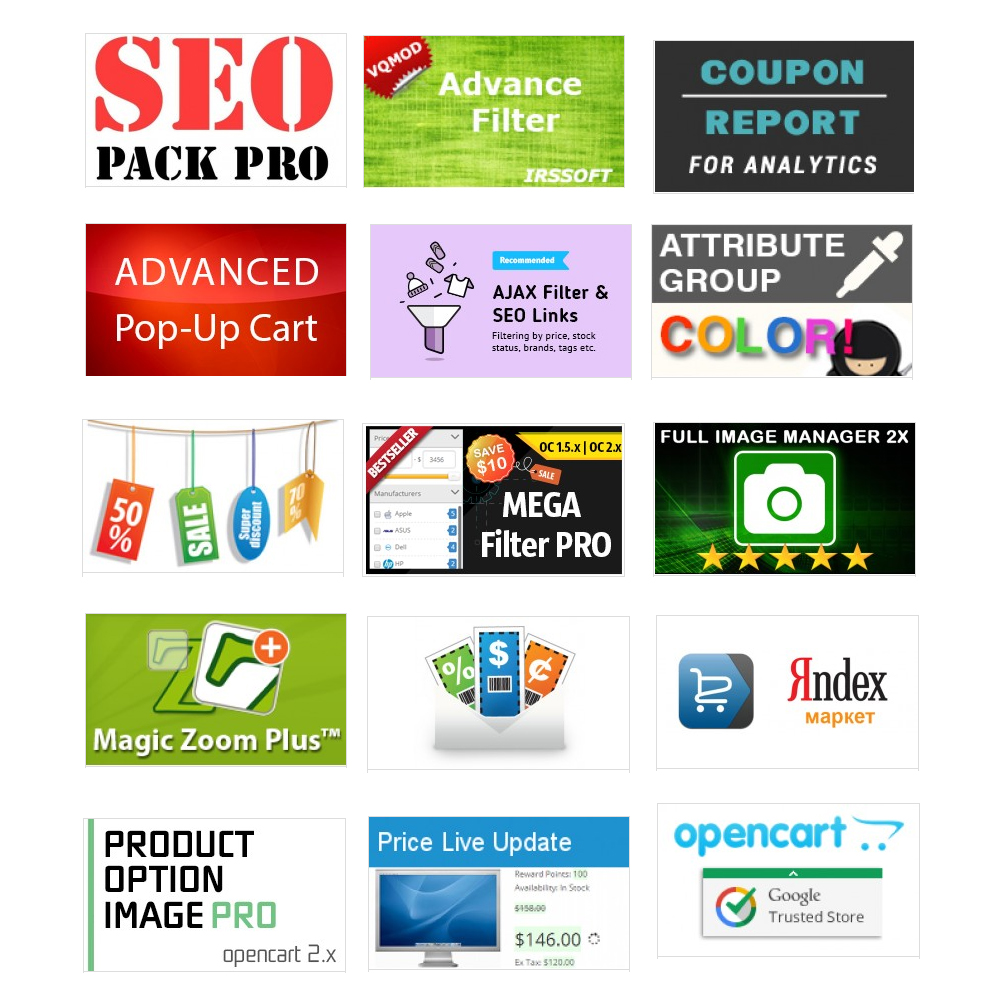 SEO
PACK PRO
VQMOD
Advance
Filter
IRSSOFT
COUPON
REPORT
FOR ANALYTICS
ADVANCED
Pop-Up Cart
Recommended
AJAX Filter &
SEO Links
Filtering by price, stock
status, brands, tags etc.
ATTRIBUTE
GROUP
COLOR!
50
%
SALE
Super
discount
70
%
BESTSELLER
Price
- $ 3456
Manufacturers
Apple 5
ASUS 2
Dell 4
HP 2
SAVE
$10
SALE
OC 1.5.x | OC 2.x
MEGA
Filter PRO
FULL IMAGE MANAGER 2X
Magic Zoom Plus™
%
$
¢
Яndex
маркет
PRODUCT
OPTION
IMAGE PRO
opencart 2.x
Price Live Update
Reward Points: 100
Availability: In Stock
$158.00
$146.00
Ex Tax: $120.00
opencart
Google
Trusted Store